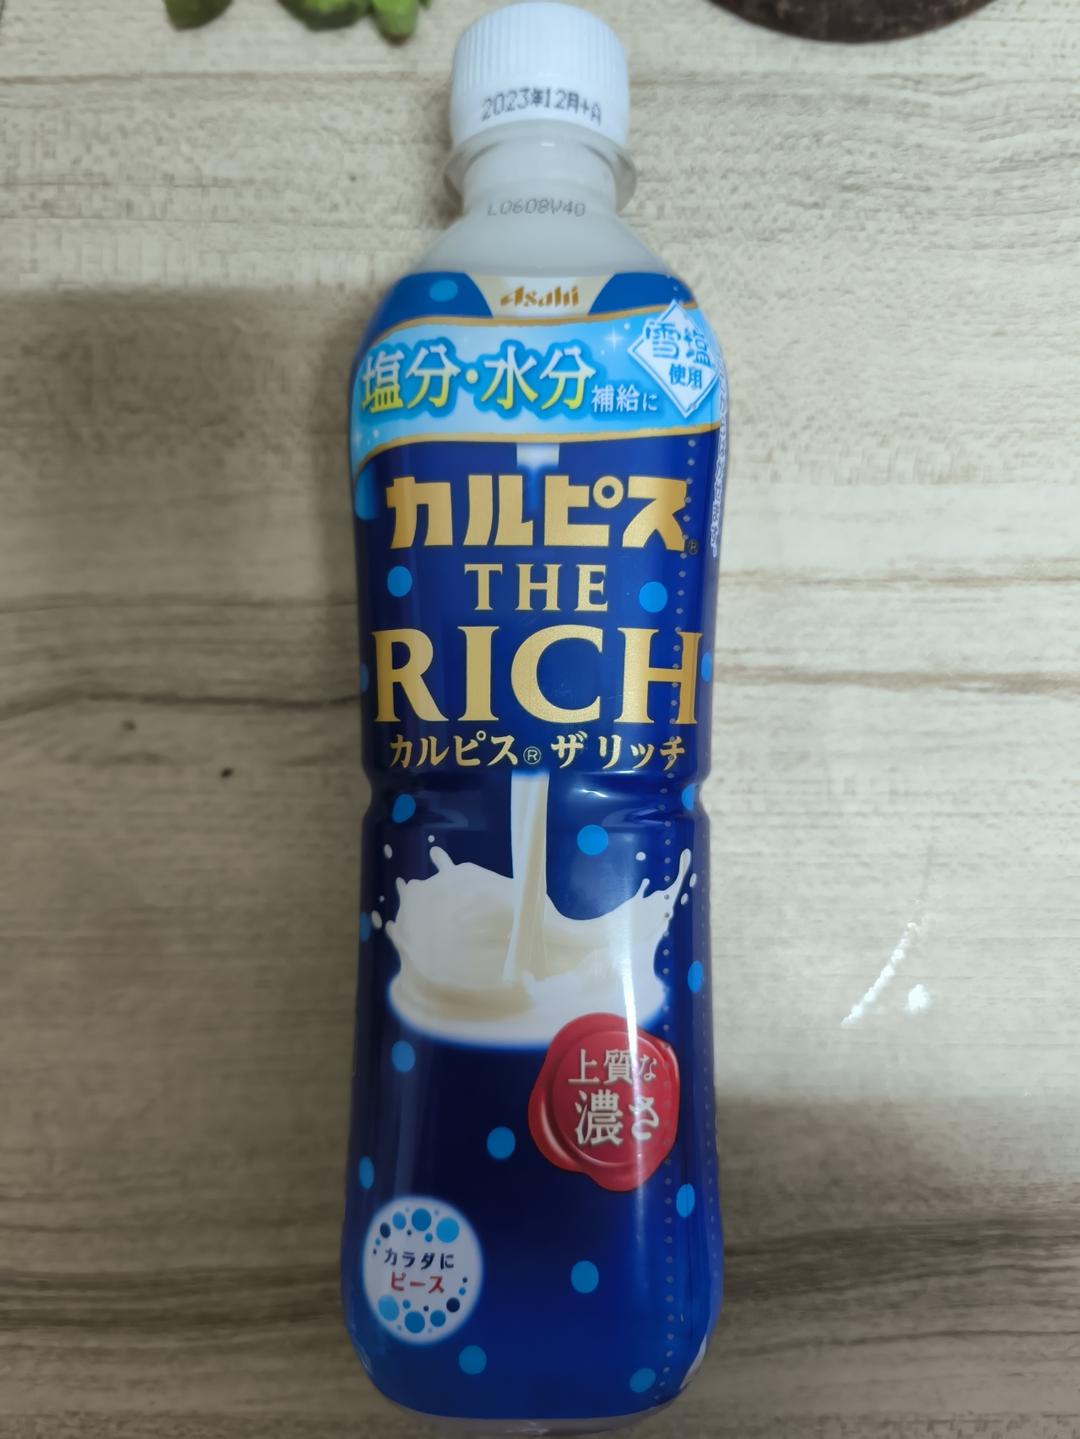 2023年12月+A
L0608W40
Asahi
塩分・水分補給に
雪塩
使用
カルピス®
THE
RICH
カルピス® ザ リッチ
上質な
濃さ
カラダに
ピース